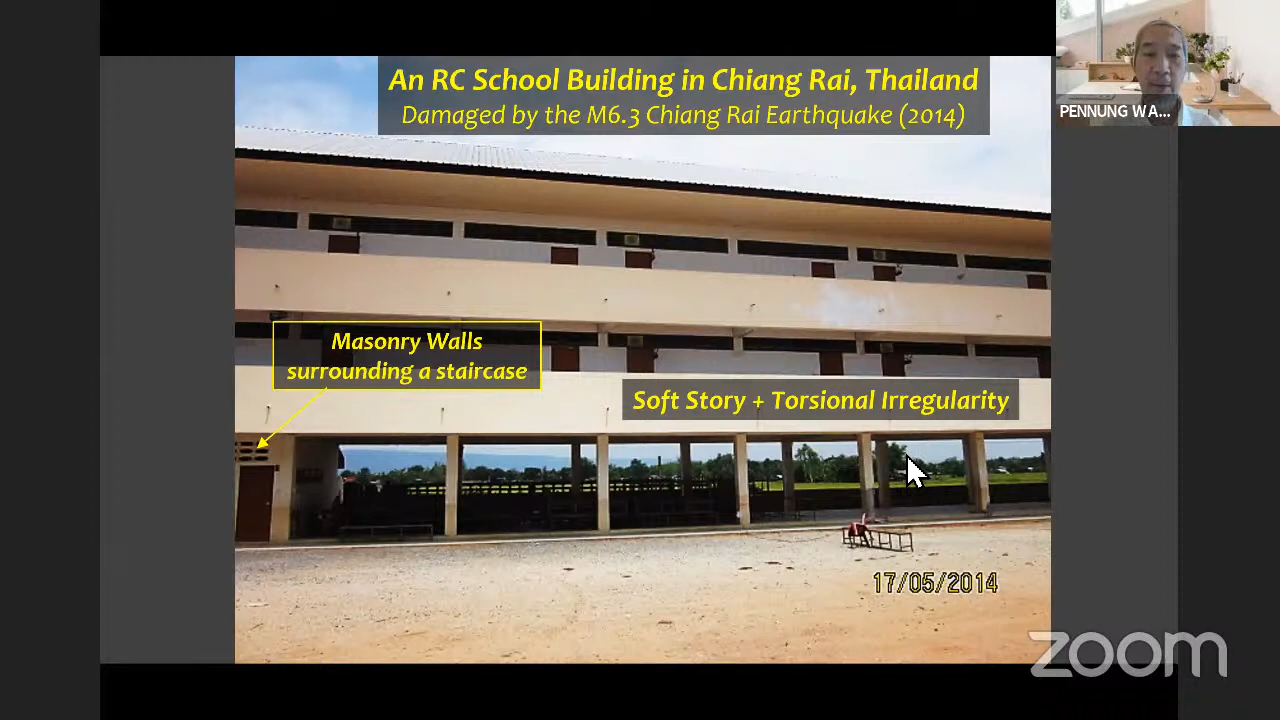 An RC School Building in Chiang Rai, Thailand
Damaged by the M6.3 Chiang Rai Earthquake (2014)
PENNUNG WA...
Masonry Walls
surrounding a staircase
Soft Story + Torsional Irregularity
17/05/2014
zoom